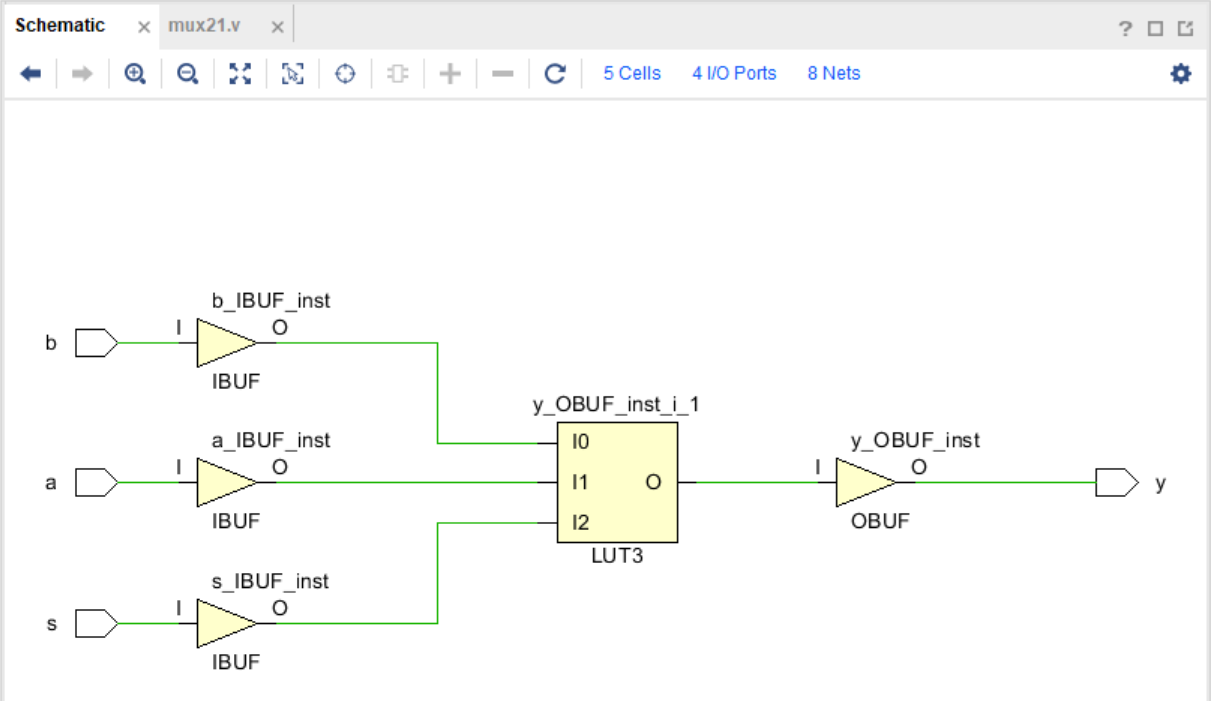 Schematic × mux21.v × ?
5 Cells 4 I/O Ports 8 Nets
b_IBUF_inst
b I O
IBUF
y_OBUF_inst_i_1
a_IBUF_inst I0 y_OBUF_inst
a I O I1 O I O y
IBUF I2 OBUF
LUT3
s_IBUF_inst
s I O
IBUF